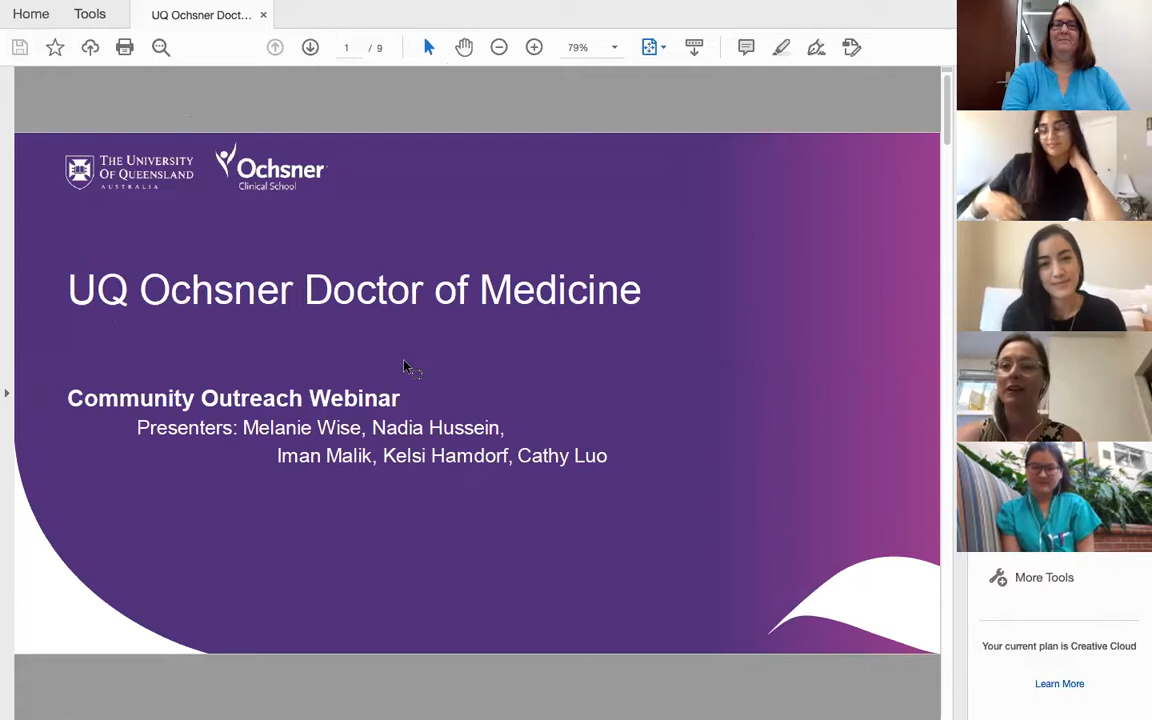 Home
Tools
UQ Ochsner Doct...
1 / 9
79%
THE UNIVERSITY
OF QUEENSLAND
AUSTRALIA
Ochsner
Clinical School
UQ Ochsner Doctor of Medicine
Community Outreach Webinar
Presenters: Melanie Wise, Nadia Hussein,
Iman Malik, Kelsi Hamdorf, Cathy Luo
More Tools
Your current plan is Creative Cloud
Learn More